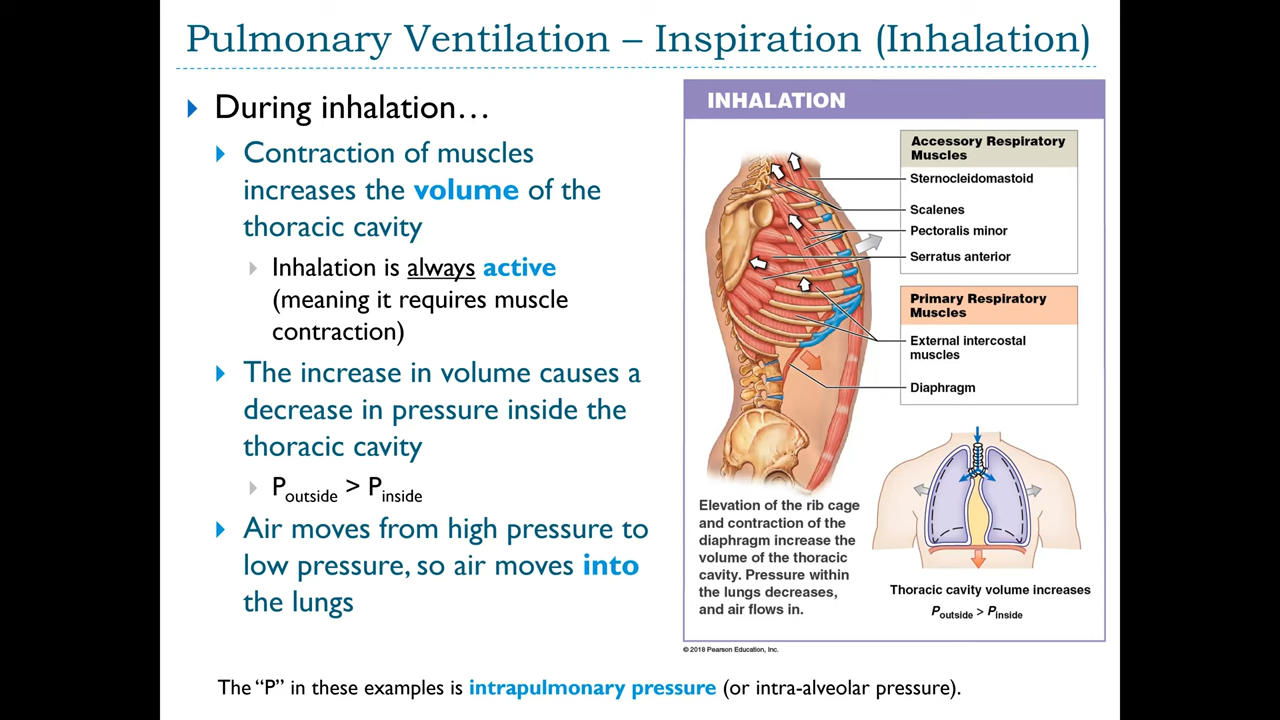 Pulmonary Ventilation – Inspiration (Inhalation)
During inhalation…
Contraction of muscles
increases the volume of the
thoracic cavity
Inhalation is always active
(meaning it requires muscle
contraction)
The increase in volume causes a
decrease in pressure inside the
thoracic cavity
Poutside > Pinside
Air moves from high pressure to
low pressure, so air moves into
the lungs
INHALATION
Accessory Respiratory
Muscles
Sternocleidomastoid
Scalenes
Pectoralis minor
Serratus anterior
Primary Respiratory
Muscles
External intercostal
muscles
Diaphragm
Elevation of the rib cage
and contraction of the
diaphragm increase the
volume of the thoracic
cavity. Pressure within
the lungs decreases,
and air flows in.
Thoracic cavity volume increases
Poutside > Pinside
© 2018 Pearson Education, Inc.
The “P” in these examples is intrapulmonary pressure (or intra-alveolar pressure).